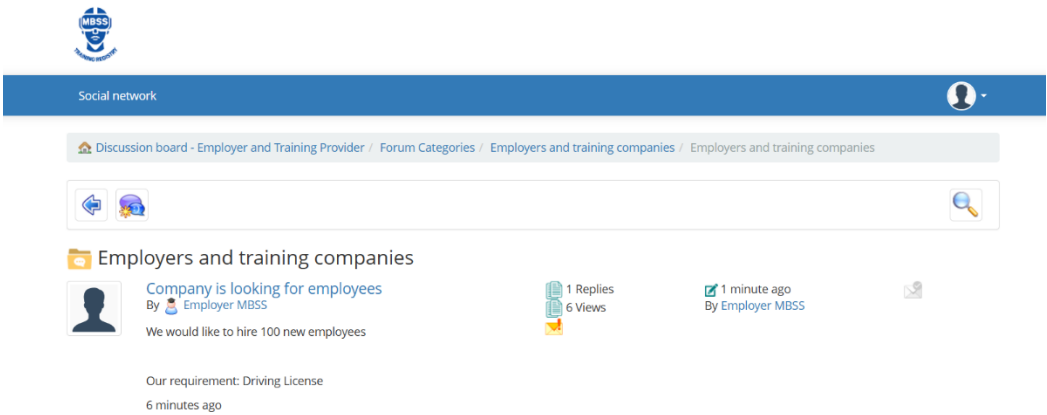 MBSS
TRAINING REGISTRY
Social network
Discussion board - Employer and Training Provider / Forum Categories / Employers and training companies / Employers and training companies
Employers and training companies
Company is looking for employees
By Employer MBSS
We would like to hire 100 new employees
Our requirement: Driving License
6 minutes ago
1 Replies
6 Views
1 minute ago
By Employer MBSS